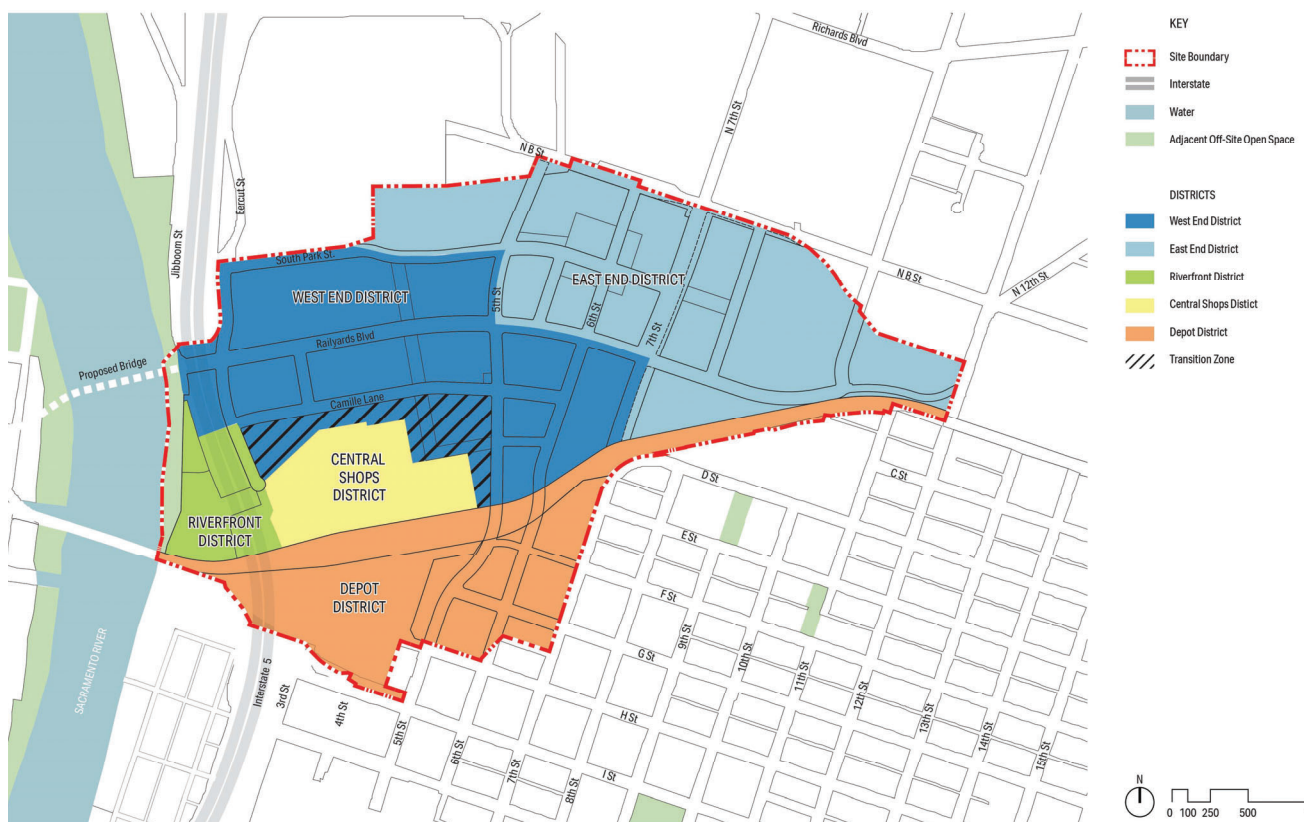 Richards Blvd
N 7th St
N B St
Fercut St
Jibboom St
South Park St.
WEST END DISTRICT
5th St
EAST END DISTRICT
6th St
7th St
N B St
N 12th St
Railyards Blvd
Proposed Bridge
Camille Lane
CENTRAL
SHOPS
DISTRICT
RIVERFRONT
DISTRICT
DEPOT
DISTRICT
D St
C St
E St
F St
G St
H St
I St
SACRAMENTO RIVER
Interstate 5
3rd St
4th St
5th St
6th St
7th St
8th St
9th St
10th St
11th St
12th St
13th St
14th St
15th St
KEY
Site Boundary
Interstate
Water
Adjacent Off-Site Open Space
DISTRICTS
West End District
East End District
Riverfront District
Central Shops Distict
Depot District
Transition Zone
N
0 100 250 500